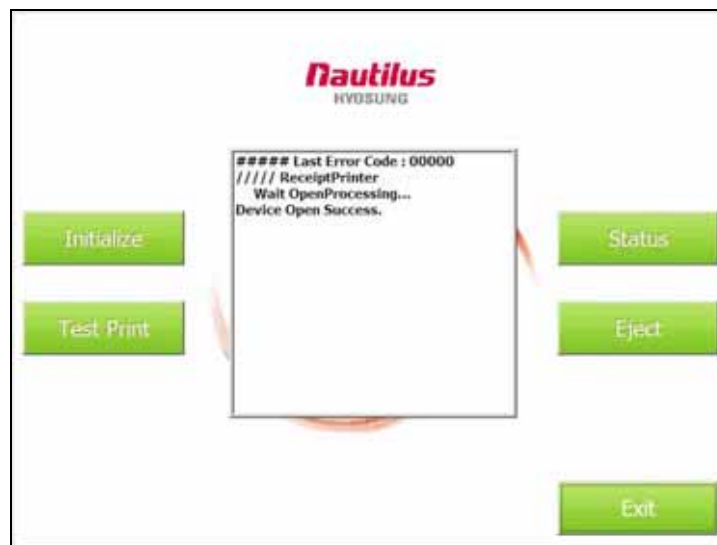 Nautilus
HYOSUNG
##### Last Error Code : 00000
///// ReceiptPrinter
Wait OpenProcessing...
Device Open Success.
Initialize
Status
Test Print
Eject
Exit